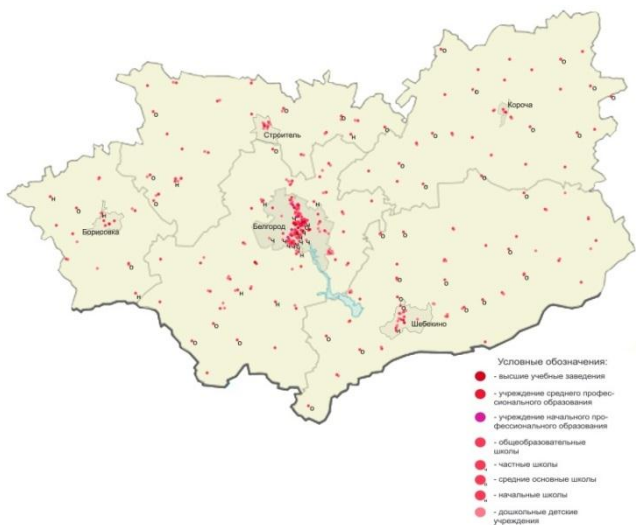 Короча
Строитель
Белгород
Борировка
Шебекино
Условные обозначения:
- высшие учебные заведения
- учреждение среднего профес-
сионального образования
- учреждение начального про-
фессионального образования
- общеобразовательные
школы
- частные школы
- средние основные школы
- начальные школы
- дошкольные детские
учреждения